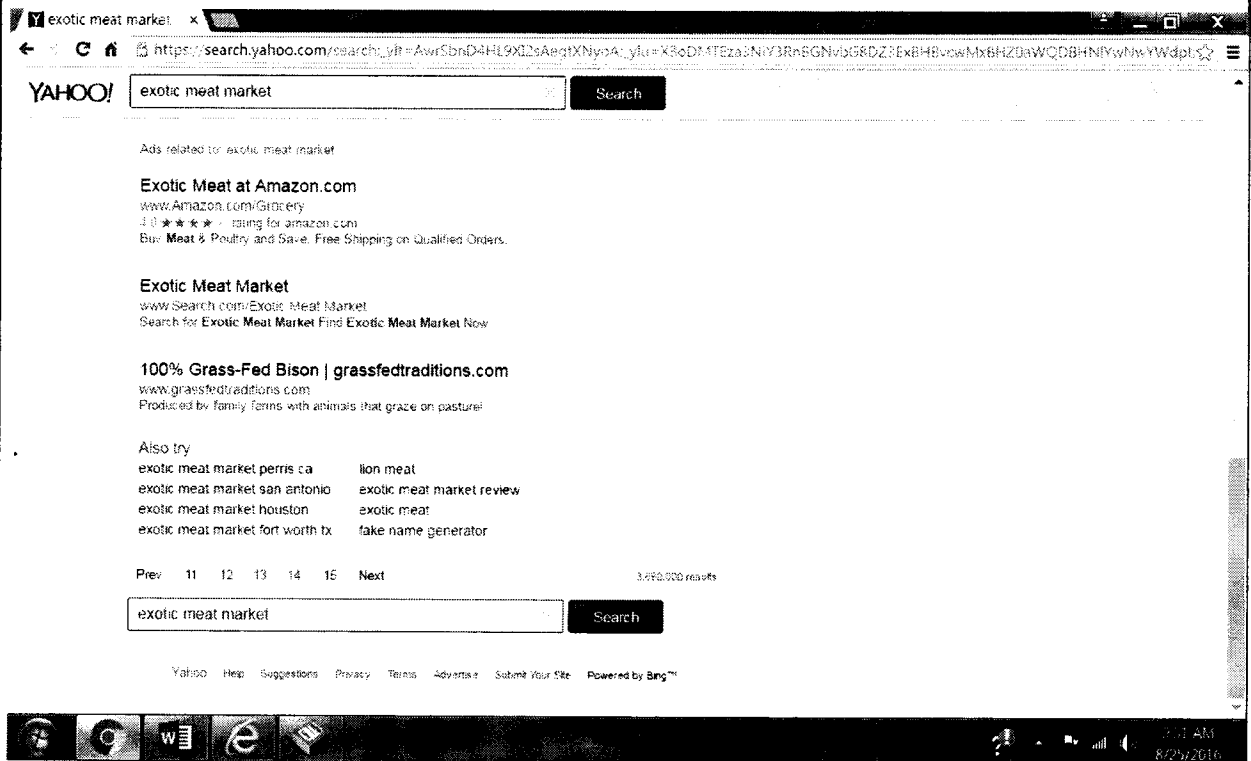 exotic meat market
https://search.yahoo.com/search;_ylt=
YAHOO!
exotic meat market
Search
Ads related to: exotic meat market
Exotic Meat at Amazon.com
www.Amazon.com/Grocery
rating for amazon.com
Buy Meat & Poultry and Save. Free Shipping on Qualified Orders.
Exotic Meat Market
www.Search.com/Exotic Meat Market
Search for Exotic Meat Market Find Exotic Meat Market Now
100% Grass-Fed Bison | grassfedtraditions.com
www.grassfedtraditions.com
Produced by family farms with animals that graze on pasture!
Also try
exotic meat market perris ca lion meat
exotic meat market san antonio exotic meat market review
exotic meat market houston exotic meat
exotic meat market fort worth tx fake name generator
Prev 11 12 13 14 15 Next results
exotic meat market Search
Yahoo Help Suggestions Privacy Terms Advertise Submit Your Site Powered by Bing™
AM
8/25/2016